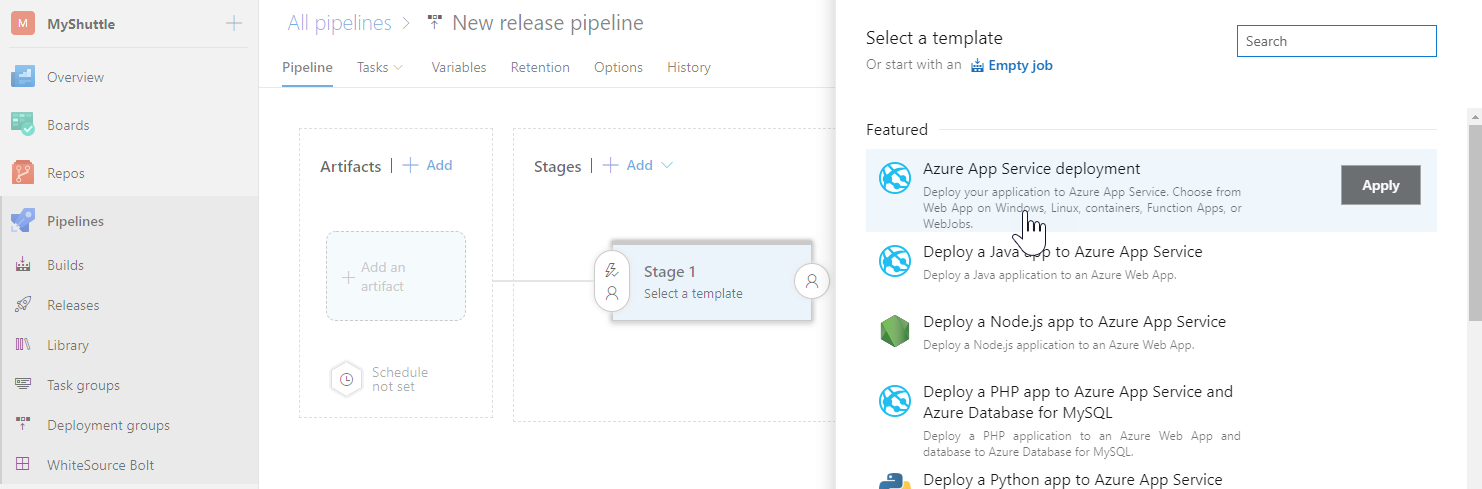 M MyShuttle
Overview
Boards
Repos
Pipelines
Builds
Releases
Library
Task groups
Deployment groups
WhiteSource Bolt
All pipelines > New release pipeline
Pipeline Tasks Variables Retention Options History
Artifacts | + Add
Add an
artifact
Schedule
not set
Stages | + Add
Stage 1
Select a template
Select a template
Or start with an Empty job
Search
Featured
Azure App Service deployment
Deploy your application to Azure App Service. Choose from
Web App on Windows, Linux, containers, Function Apps, or
WebJobs.
Apply
Deploy a Java app to Azure App Service
Deploy a Java application to an Azure Web App.
Deploy a Node.js app to Azure App Service
Deploy a Node.js application to an Azure Web App.
Deploy a PHP app to Azure App Service and
Azure Database for MySQL
Deploy a PHP application to an Azure Web App and
database to Azure Database for MySQL.
Deploy a Python app to Azure App Service